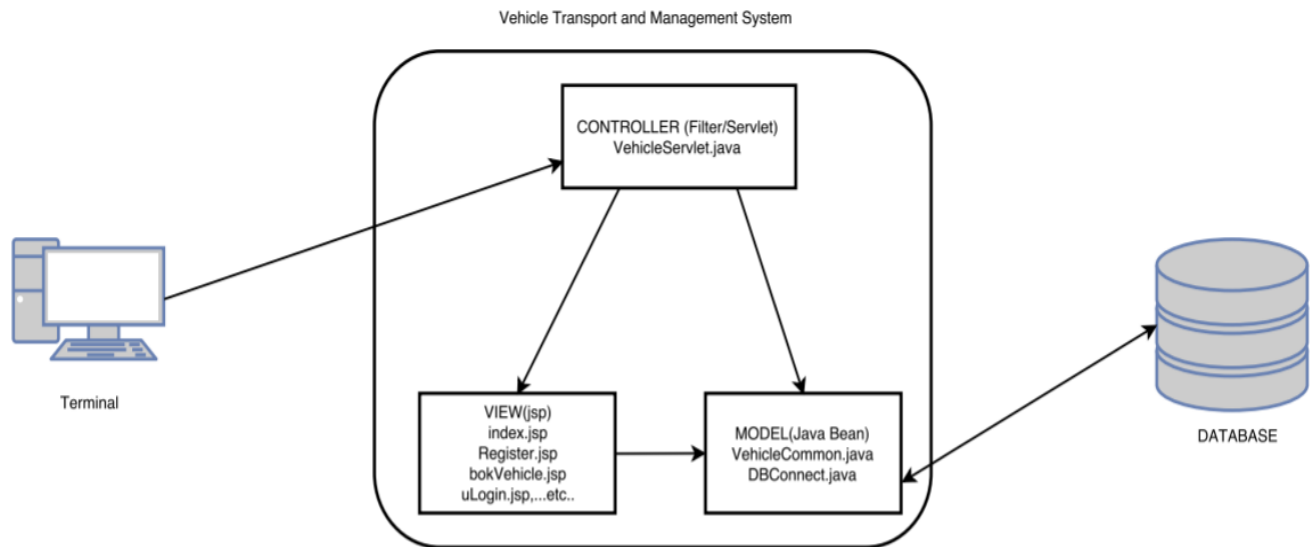 Vehicle Transport and Management System
CONTROLLER (Filter/Servlet)
VehicleServlet.java
Terminal
VIEW(jsp)
index.jsp
Register.jsp
bokVehicle.jsp
uLogin.jsp,...etc..
MODEL(Java Bean)
VehicleCommon.java
DBConnect.java
DATABASE